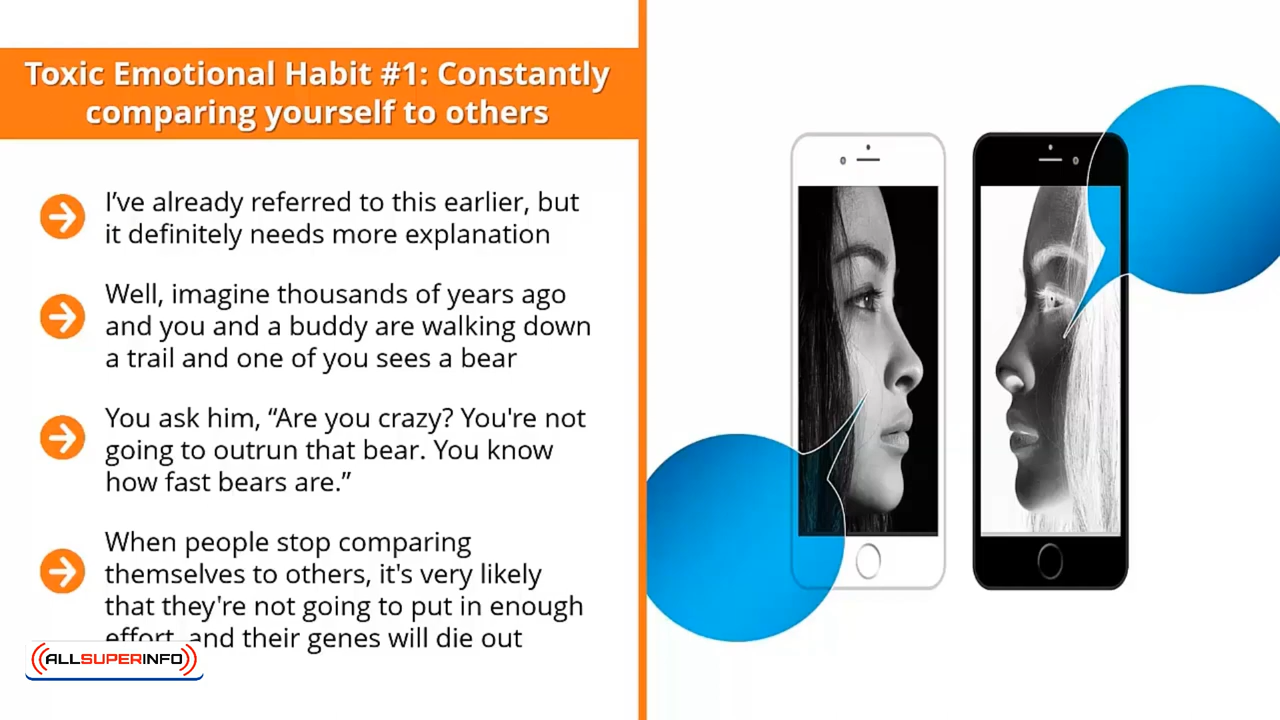 Toxic Emotional Habit #1: Constantly
comparing yourself to others
I’ve already referred to this earlier, but
it definitely needs more explanation
Well, imagine thousands of years ago
and you and a buddy are walking down
a trail and one of you sees a bear
You ask him, “Are you crazy? You're not
going to outrun that bear. You know
how fast bears are.”
When people stop comparing
themselves to others, it's very likely
that they're not going to put in enough
effort, and their genes will die out
ALLSUPERINFO